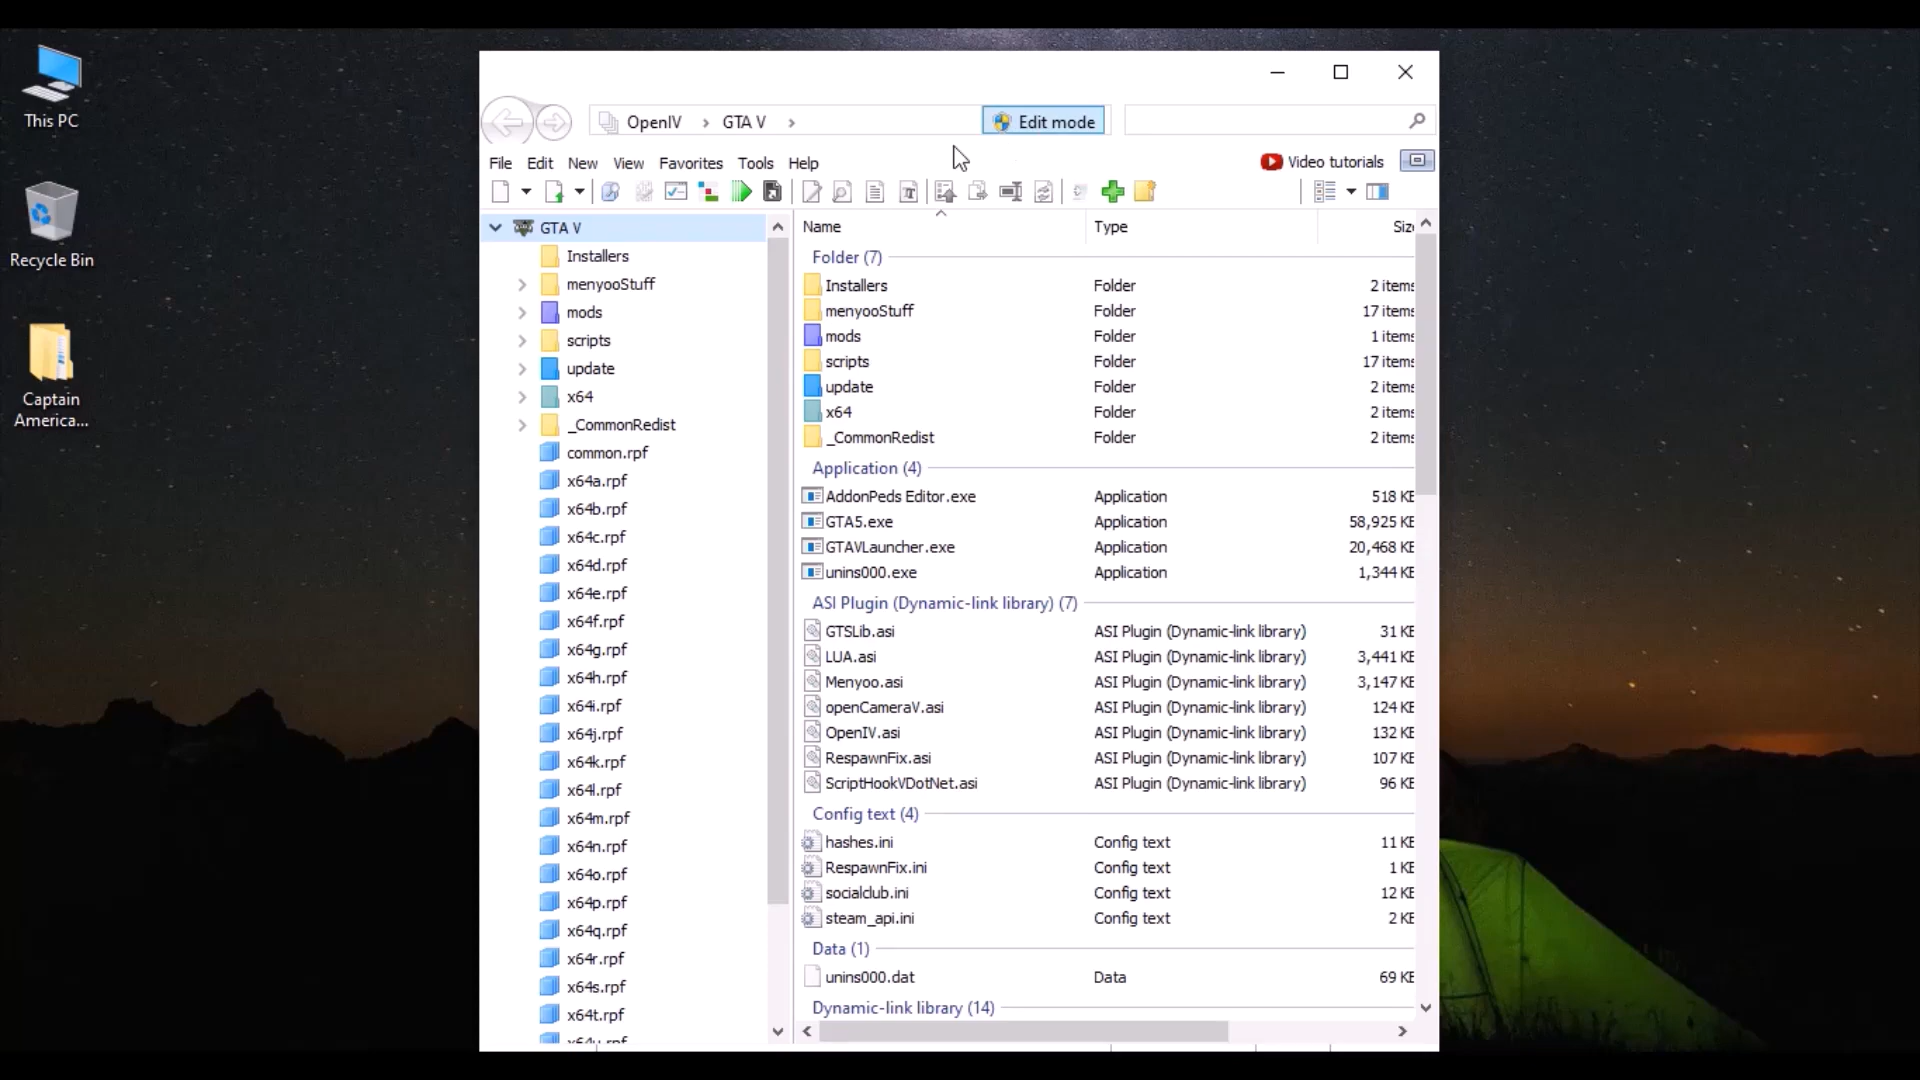 This PC
Recycle Bin
Captain
America...
OpenIV
GTA V
Edit mode
File Edit New View Favorites Tools Help
Video tutorials
GTA V
Installers
menyooStuff
mods
scripts
update
x64
_CommonRedist
common.rpf
x64a.rpf
x64b.rpf
x64c.rpf
x64d.rpf
x64e.rpf
x64f.rpf
x64g.rpf
x64h.rpf
x64i.rpf
x64j.rpf
x64k.rpf
x64l.rpf
x64m.rpf
x64n.rpf
x64o.rpf
x64p.rpf
x64q.rpf
x64r.rpf
x64s.rpf
x64t.rpf
Name Type Size
Folder (7)
Installers Folder 2 items
menyooStuff Folder 17 items
mods Folder 1 items
scripts Folder 17 items
update Folder 2 items
x64 Folder 2 items
_CommonRedist Folder 2 items
Application (4)
AddonPeds Editor.exe Application 518 KB
GTA5.exe Application 58,925 KB
GTAVLauncher.exe Application 20,468 KB
unins000.exe Application 1,344 KB
ASI Plugin (Dynamic-link library) (7)
GTSLib.asi ASI Plugin (Dynamic-link library) 31 KB
LUA.asi ASI Plugin (Dynamic-link library) 3,441 KB
Menyoo.asi ASI Plugin (Dynamic-link library) 3,147 KB
openCameraV.asi ASI Plugin (Dynamic-link library) 124 KB
OpenIV.asi ASI Plugin (Dynamic-link library) 132 KB
RespawnFix.asi ASI Plugin (Dynamic-link library) 107 KB
ScriptHookVDotNet.asi ASI Plugin (Dynamic-link library) 96 KB
Config text (4)
hashes.ini Config text 11 KB
RespawnFix.ini Config text 1 KB
socialclub.ini Config text 12 KB
steam_api.ini Config text 2 KB
Data (1)
unins000.dat Data 69 KB
Dynamic-link library (14)